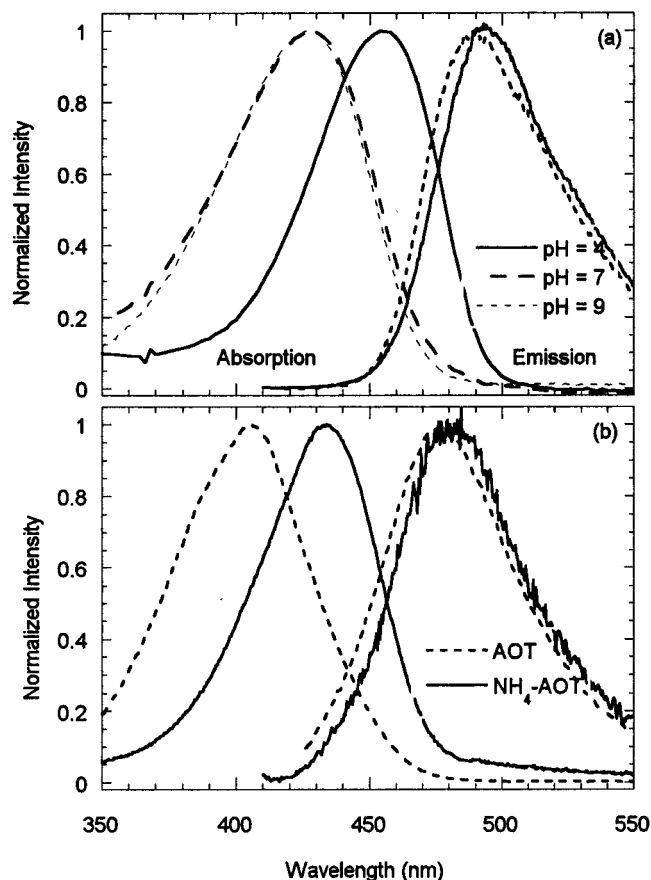 (a)
1
0.8
0.6
0.4
0.2
0
Normalized Intensity
pH = 4
pH = 7
pH = 9
Absorption
Emission
(b)
1
0.8
0.6
0.4
0.2
0
Normalized Intensity
AOT
NH4-AOT
350 400 450 500 550
Wavelength (nm)